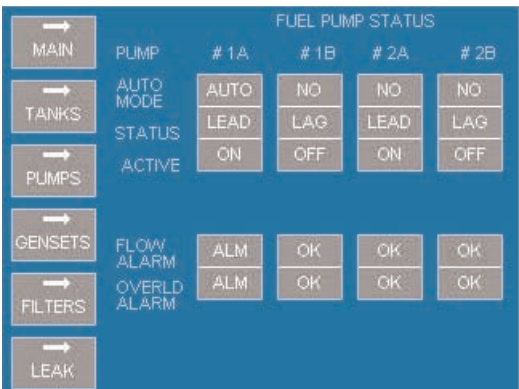 FUEL PUMP STATUS
MAIN
PUMP #1A #1B #2A #2B
AUTO MODE AUTO NO NO NO
TANKS
STATUS LEAD LAG LEAD LAG
ACTIVE ON OFF ON OFF
PUMPS
GENSETS
FLOW ALARM ALM OK OK OK
OVERLD ALARM ALM OK OK OK
FILTERS
LEAK